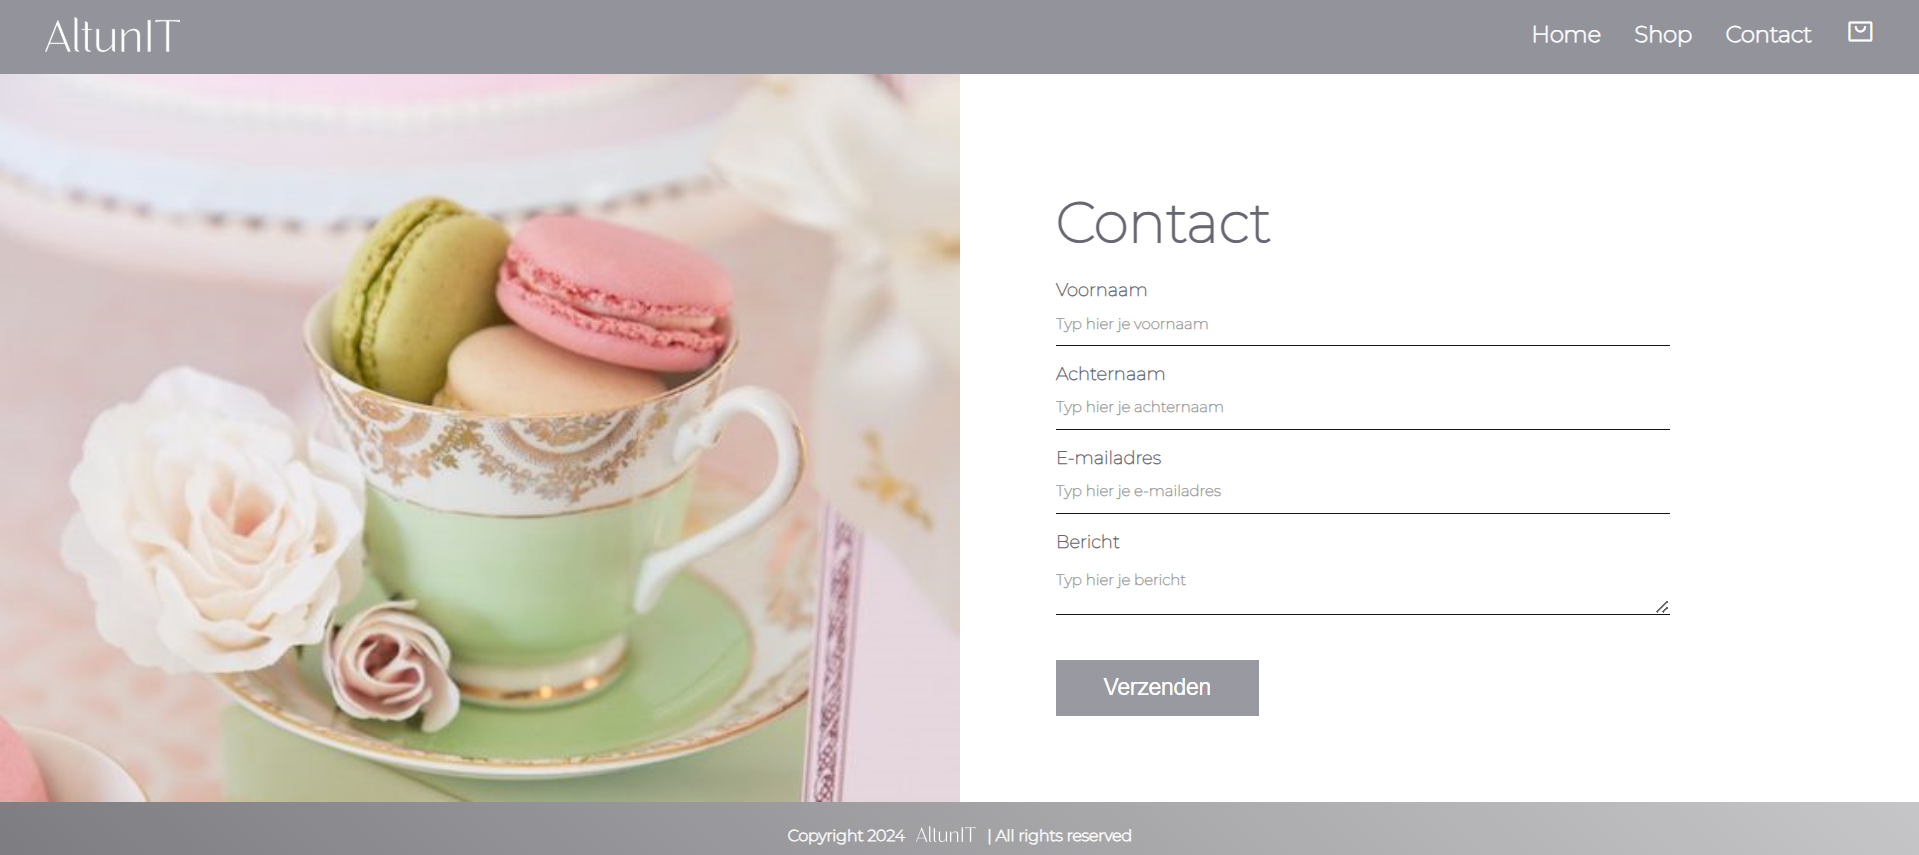 AltunIT
Home Shop Contact
Contact
Voornaam
Typ hier je voornaam
Achternaam
Typ hier je achternaam
E-mailadres
Typ hier je e-mailadres
Bericht
Typ hier je bericht
Verzenden
Copyright 2024 AltunIT | All rights reserved